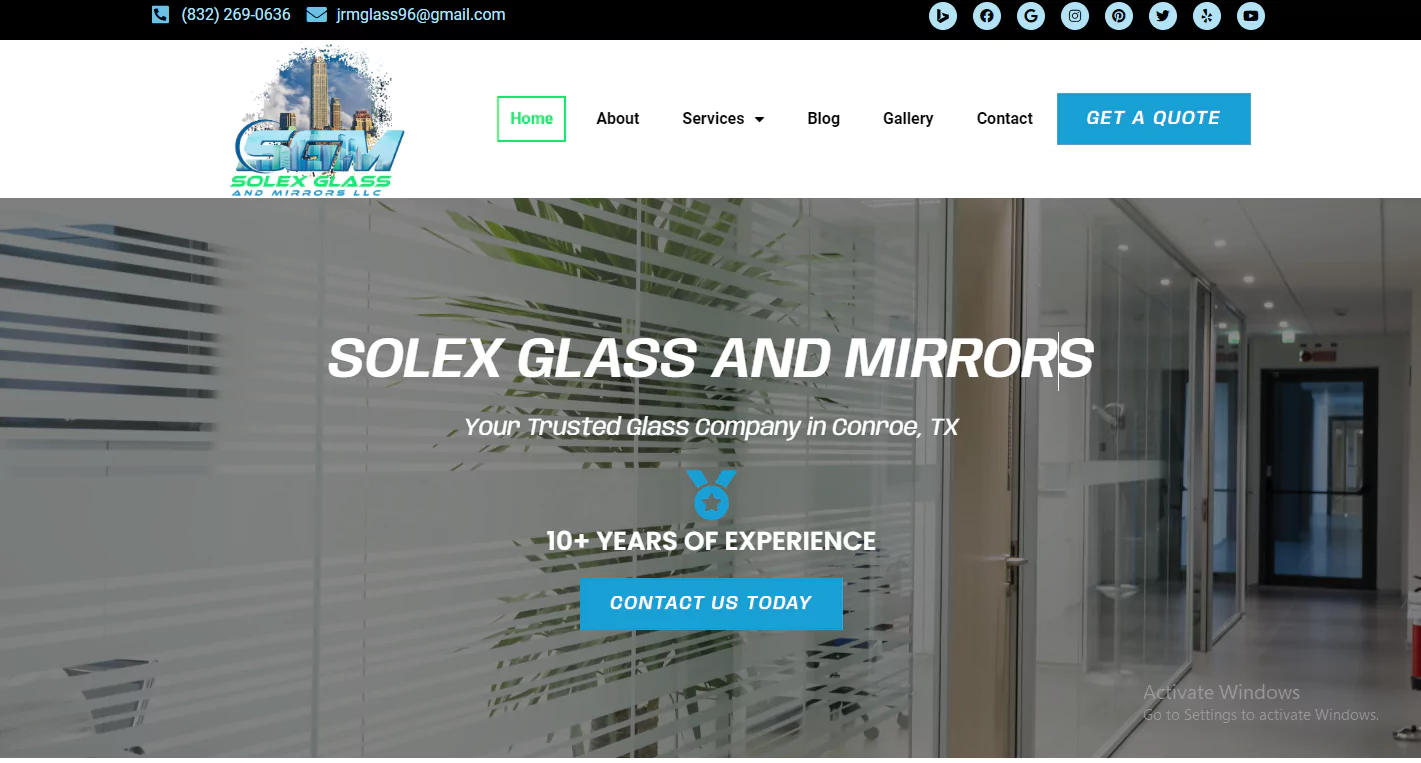 (832) 269-0636 jrmglass96@gmail.com
SGM
SOLEX GLASS
AND MIRRORS LLC
Home About Services Blog Gallery Contact GET A QUOTE
SOLEX GLASS AND MIRRORS
Your Trusted Glass Company in Conroe, TX
10+ YEARS OF EXPERIENCE
CONTACT US TODAY
Activate Windows
Go to Settings to activate Windows.